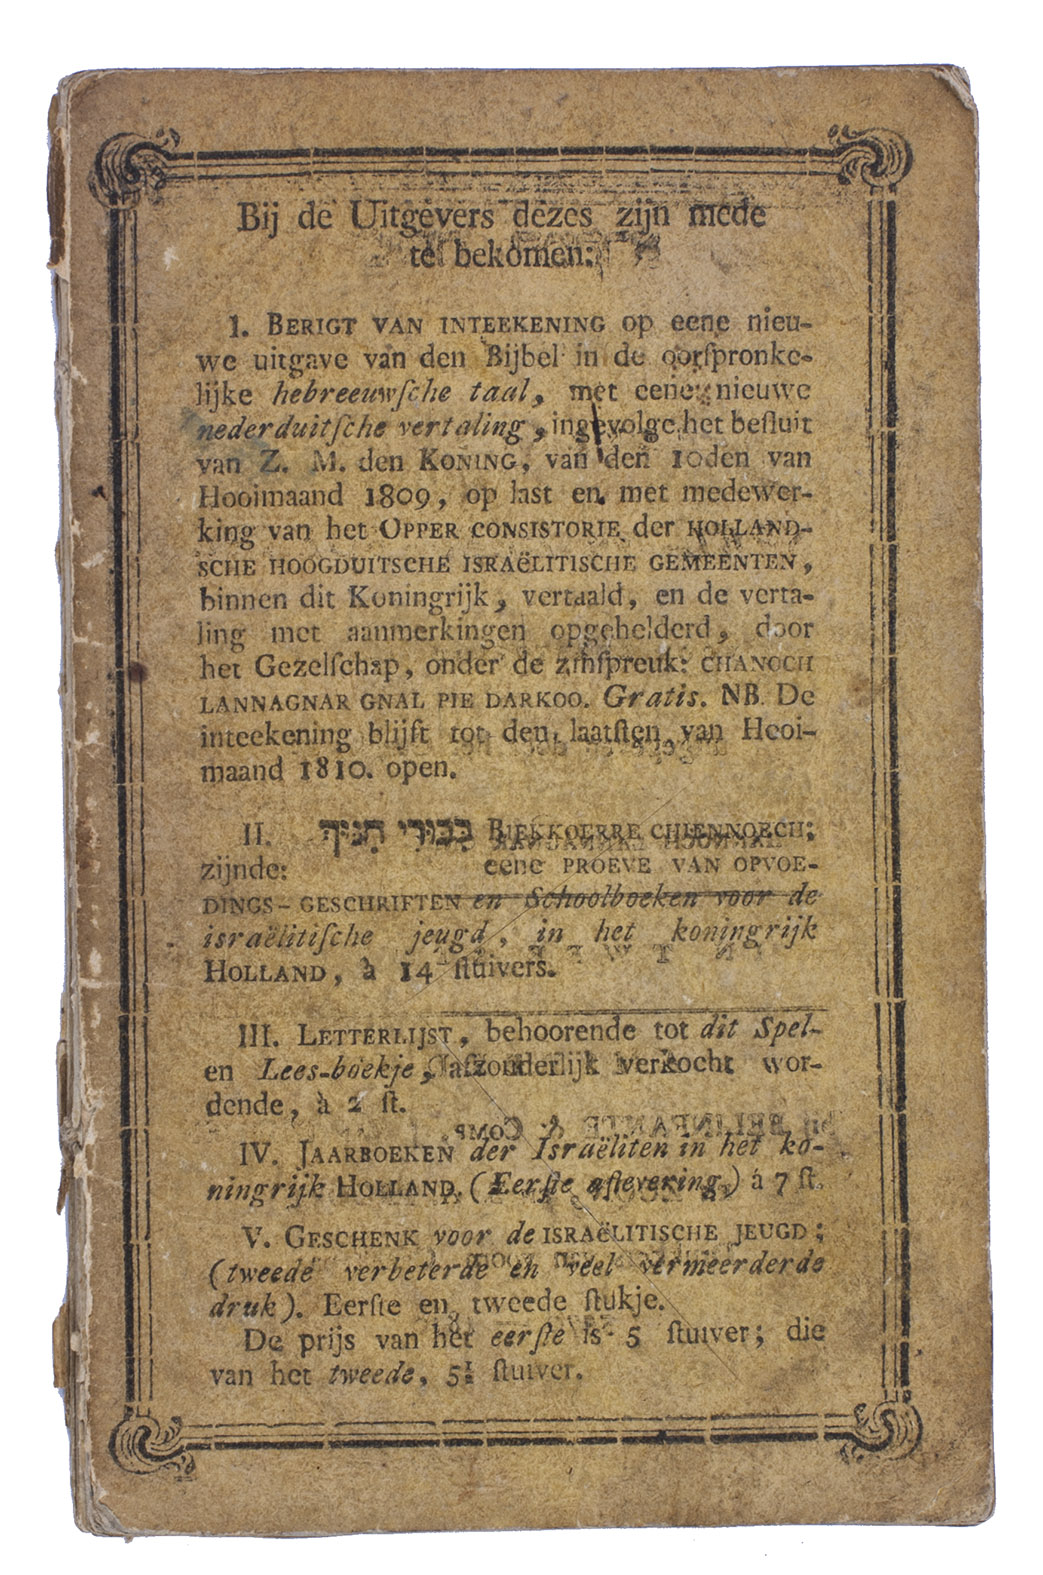 Bij de Uitgevers dezes zijn mede
te bekomen:
I. BERIGT VAN INTEEKENING op eene nieu-
we uitgave van den Bijbel in de oorſpronke-
lijke hebreeuwſche taal, met eene nieuwe
nederduitſche vertaling, ingevolge het besluit
van Z. M. den KONING, van den 10den van
Hooimaand 1809, op last en met medewer-
king van het OPPER CONSISTORIE der HOLLAND-
SCHE HOOGDUITSCHE ISRAëLITISCHE GEMEENTEN,
binnen dit Koningrijk, vertaald, en de verta-
ling met aanmerkingen opgehelderd, door
het Gezelſchap, onder de zinſpreuk: CHANOCH
LANNAGNAR GNAL PIE DARKOO. Gratis. NB. De
inteekening blijft tot den laatſten van Hooi-
maand 1810. open.
II. בכורי חניך BIEKKOERRE CHIENNOECH;
zijnde: eene PROEVE VAN OPVOE-
DINGS-GESCHRIFTEN en Schoolboeken voor de
israëlitiſche jeugd, in het koningrijk
HOLLAND, à 14 ſtuivers.
III. LETTERLIJST, behoorende tot dit Spel-
en Lees-boekje, afzonderlijk verkocht wor-
dende, à 2 ſt.
IV. JAARBOEKEN der Israëliten in het ko-
ningrijk HOLLAND. (Eerſte aflevering,) à 7 ſt.
V. GESCHENK voor de ISRAëLITISCHE JEUGD;
(tweede verbeterde en veel vermeerderde
druk). Eerſte en tweede ſtukje.
De prijs van het eerſte is 5 ſtuiver; die
van het tweede, 5½ ſtuiver.